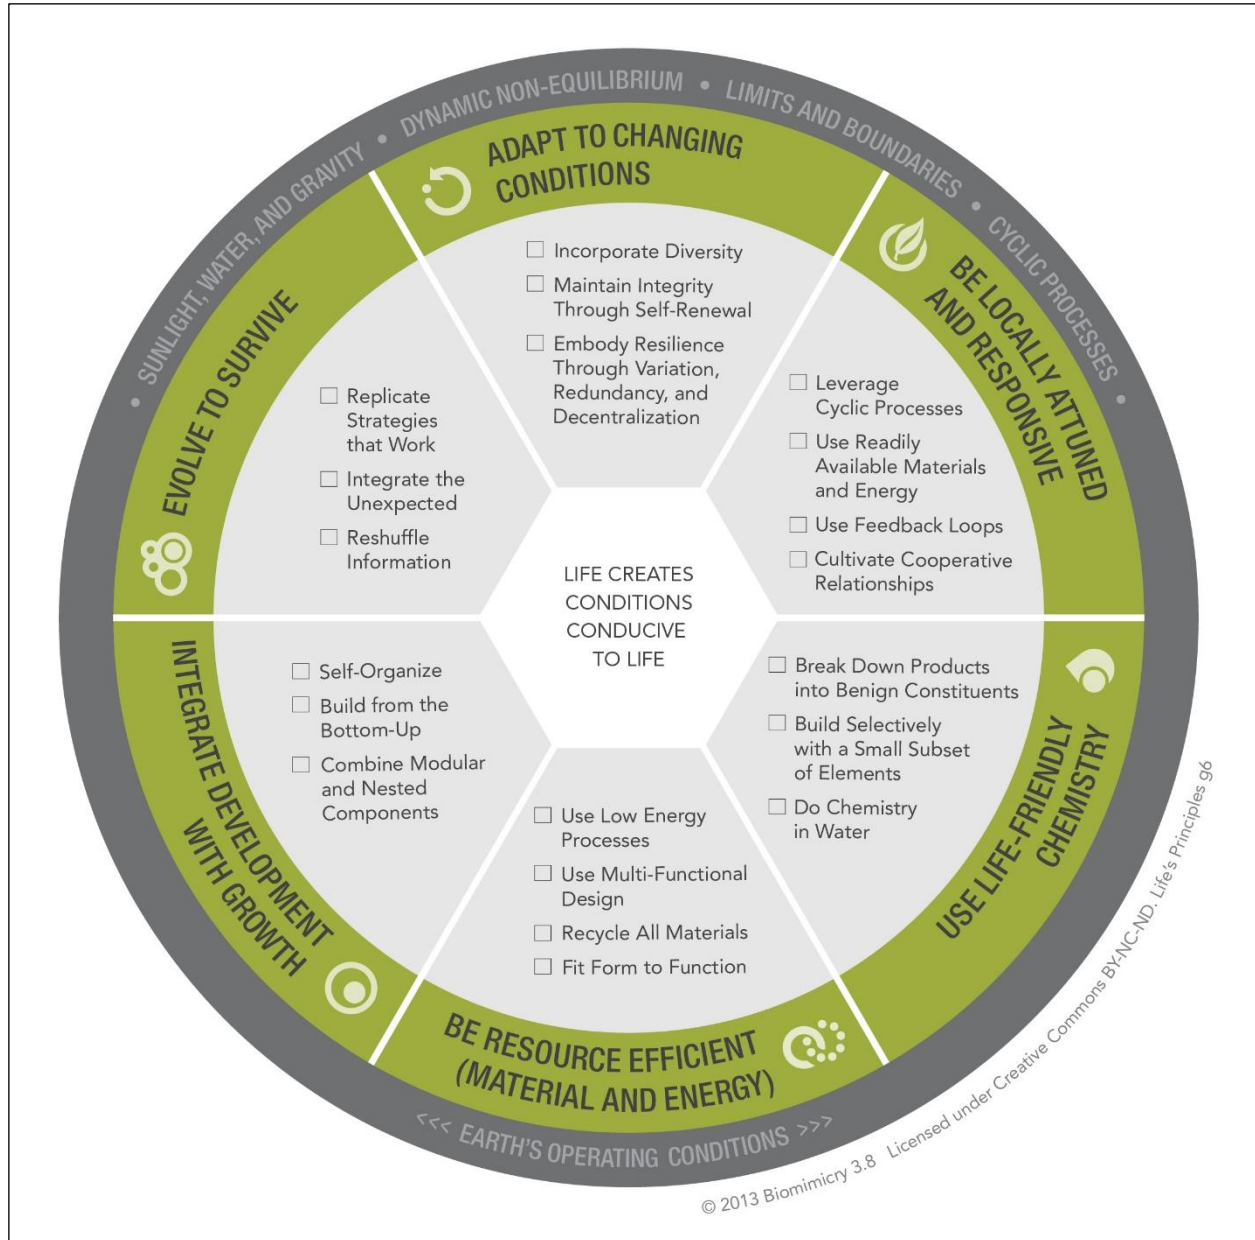 • SUNLIGHT, WATER, AND GRAVITY • DYNAMIC NON-EQUILIBRIUM • LIMITS AND BOUNDARIES • CYCLIC PROCESSES •
ADAPT TO CHANGING
CONDITIONS
Incorporate Diversity
Maintain Integrity
Through Self-Renewal
Embody Resilience
Through Variation,
Redundancy, and
Decentralization
BE LOCALLY ATTUNED
AND RESPONSIVE
Leverage
Cyclic Processes
Use Readily
Available Materials
and Energy
Use Feedback Loops
Cultivate Cooperative
Relationships
USE LIFE-FRIENDLY
CHEMISTRY
Break Down Products
into Benign Constituents
Build Selectively
with a Small Subset
of Elements
Do Chemistry
in Water
BE RESOURCE EFFICIENT
(MATERIAL AND ENERGY)
Use Low Energy
Processes
Use Multi-Functional
Design
Recycle All Materials
Fit Form to Function
INTEGRATE DEVELOPMENT
WITH GROWTH
Self-Organize
Build from the
Bottom-Up
Combine Modular
and Nested
Components
EVOLVE TO SURVIVE
Replicate
Strategies
that Work
Integrate the
Unexpected
Reshuffle
Information
LIFE CREATES
CONDITIONS
CONDUCIVE
TO LIFE
<<< EARTH'S OPERATING CONDITIONS >>>
© 2013 Biomimicry 3.8 Licensed under Creative Commons BY-NC-ND. Life's Principles g6